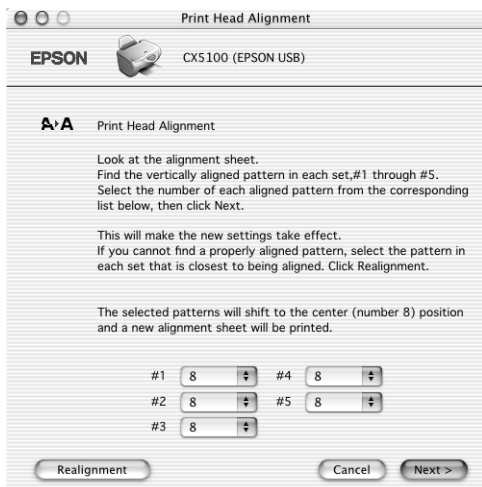 Print Head Alignment
EPSON
CX5100 (EPSON USB)
A›A Print Head Alignment
Look at the alignment sheet.
Find the vertically aligned pattern in each set,#1 through #5.
Select the number of each aligned pattern from the corresponding
list below, then click Next.
This will make the new settings take effect.
If you cannot find a properly aligned pattern, select the pattern in
each set that is closest to being aligned. Click Realignment.
The selected patterns will shift to the center (number 8) position
and a new alignment sheet will be printed.
#1 8 #4 8
#2 8 #5 8
#3 8
Realignment Cancel Next >